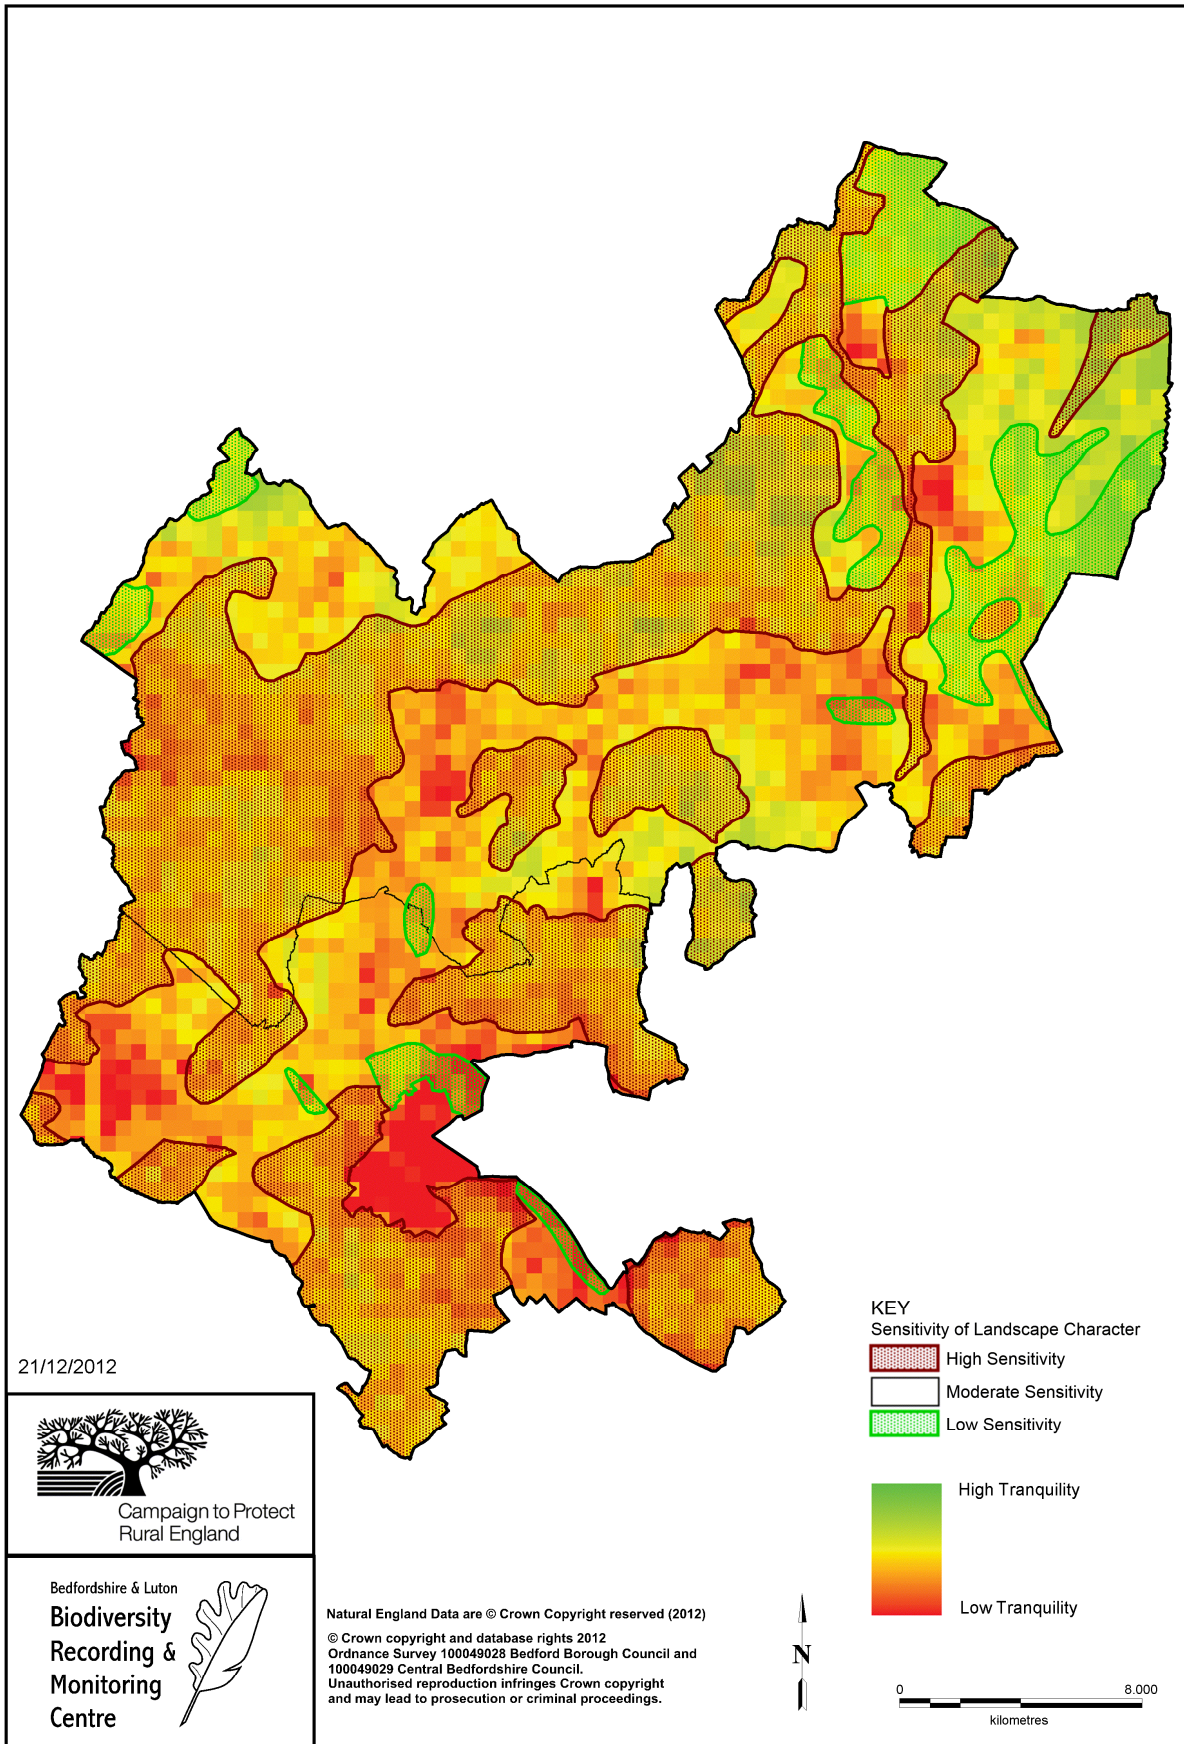 KEY
Sensitivity of Landscape Character
High Sensitivity
Moderate Sensitivity
Low Sensitivity
High Tranquility
Low Tranquility
21/12/2012
Campaign to Protect
Rural England
Bedfordshire & Luton
Biodiversity
Recording &
Monitoring
Centre
Natural England Data are © Crown Copyright reserved (2012)
© Crown copyright and database rights 2012
Ordnance Survey 100049028 Bedford Borough Council and
100049029 Central Bedfordshire Council.
Unauthorised reproduction infringes Crown copyright
and may lead to prosecution or criminal proceedings.
N
0 8.000
kilometres